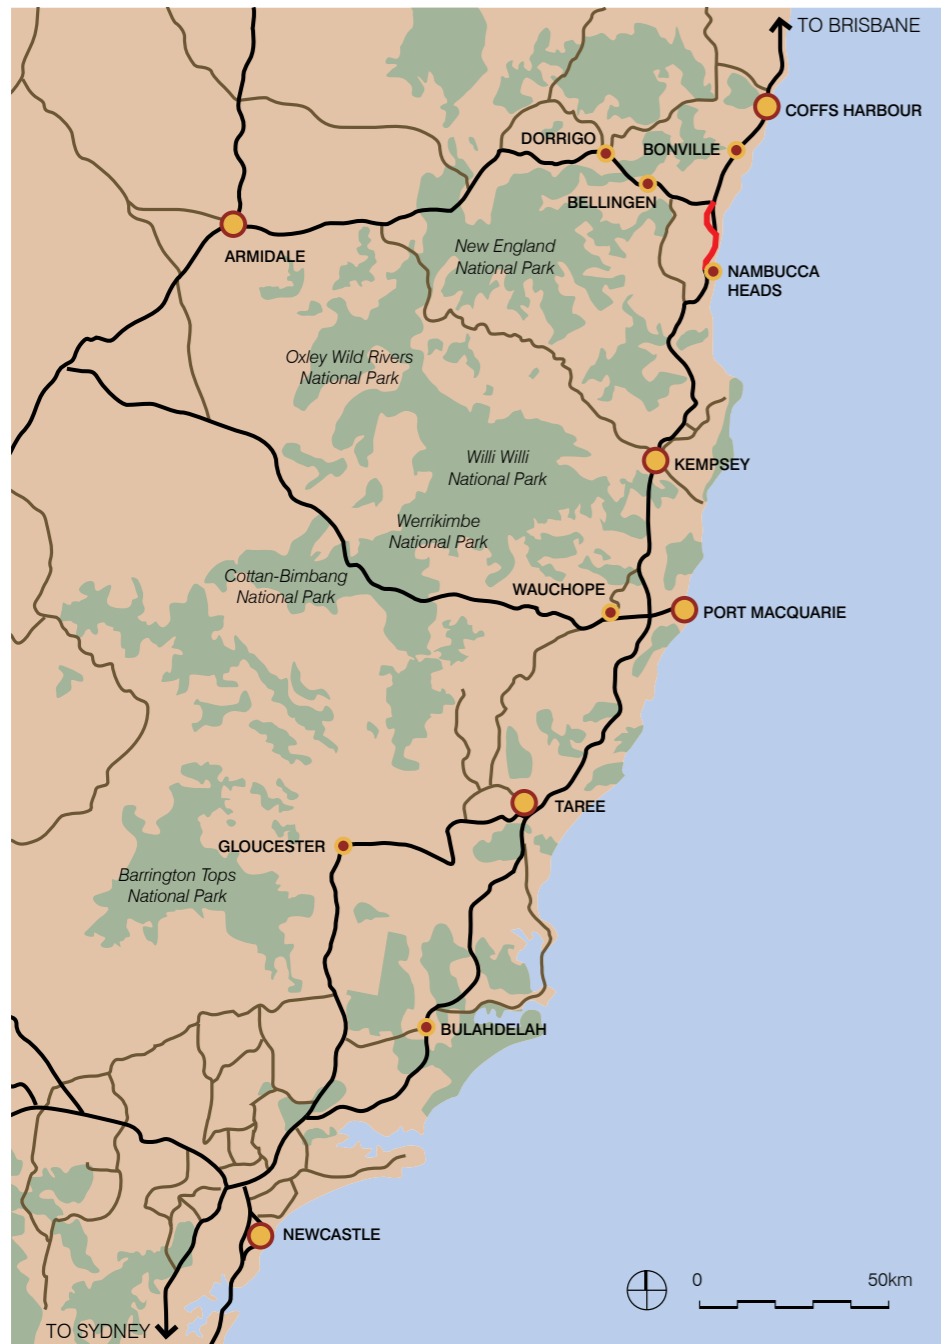 TO BRISBANE
COFFS HARBOUR
DORRIGO
BONVILLE
BELLINGEN
ARMIDALE
New England
National Park
NAMBUCCA
HEADS
Oxley Wild Rivers
National Park
Willi Willi
National Park
KEMPSEY
Werrikimbe
National Park
Cottan-Bimbang
National Park
WAUCHOPE
PORT MACQUARIE
TAREE
GLOUCESTER
Barrington Tops
National Park
BULAHDELAH
NEWCASTLE
0 50km
TO SYDNEY